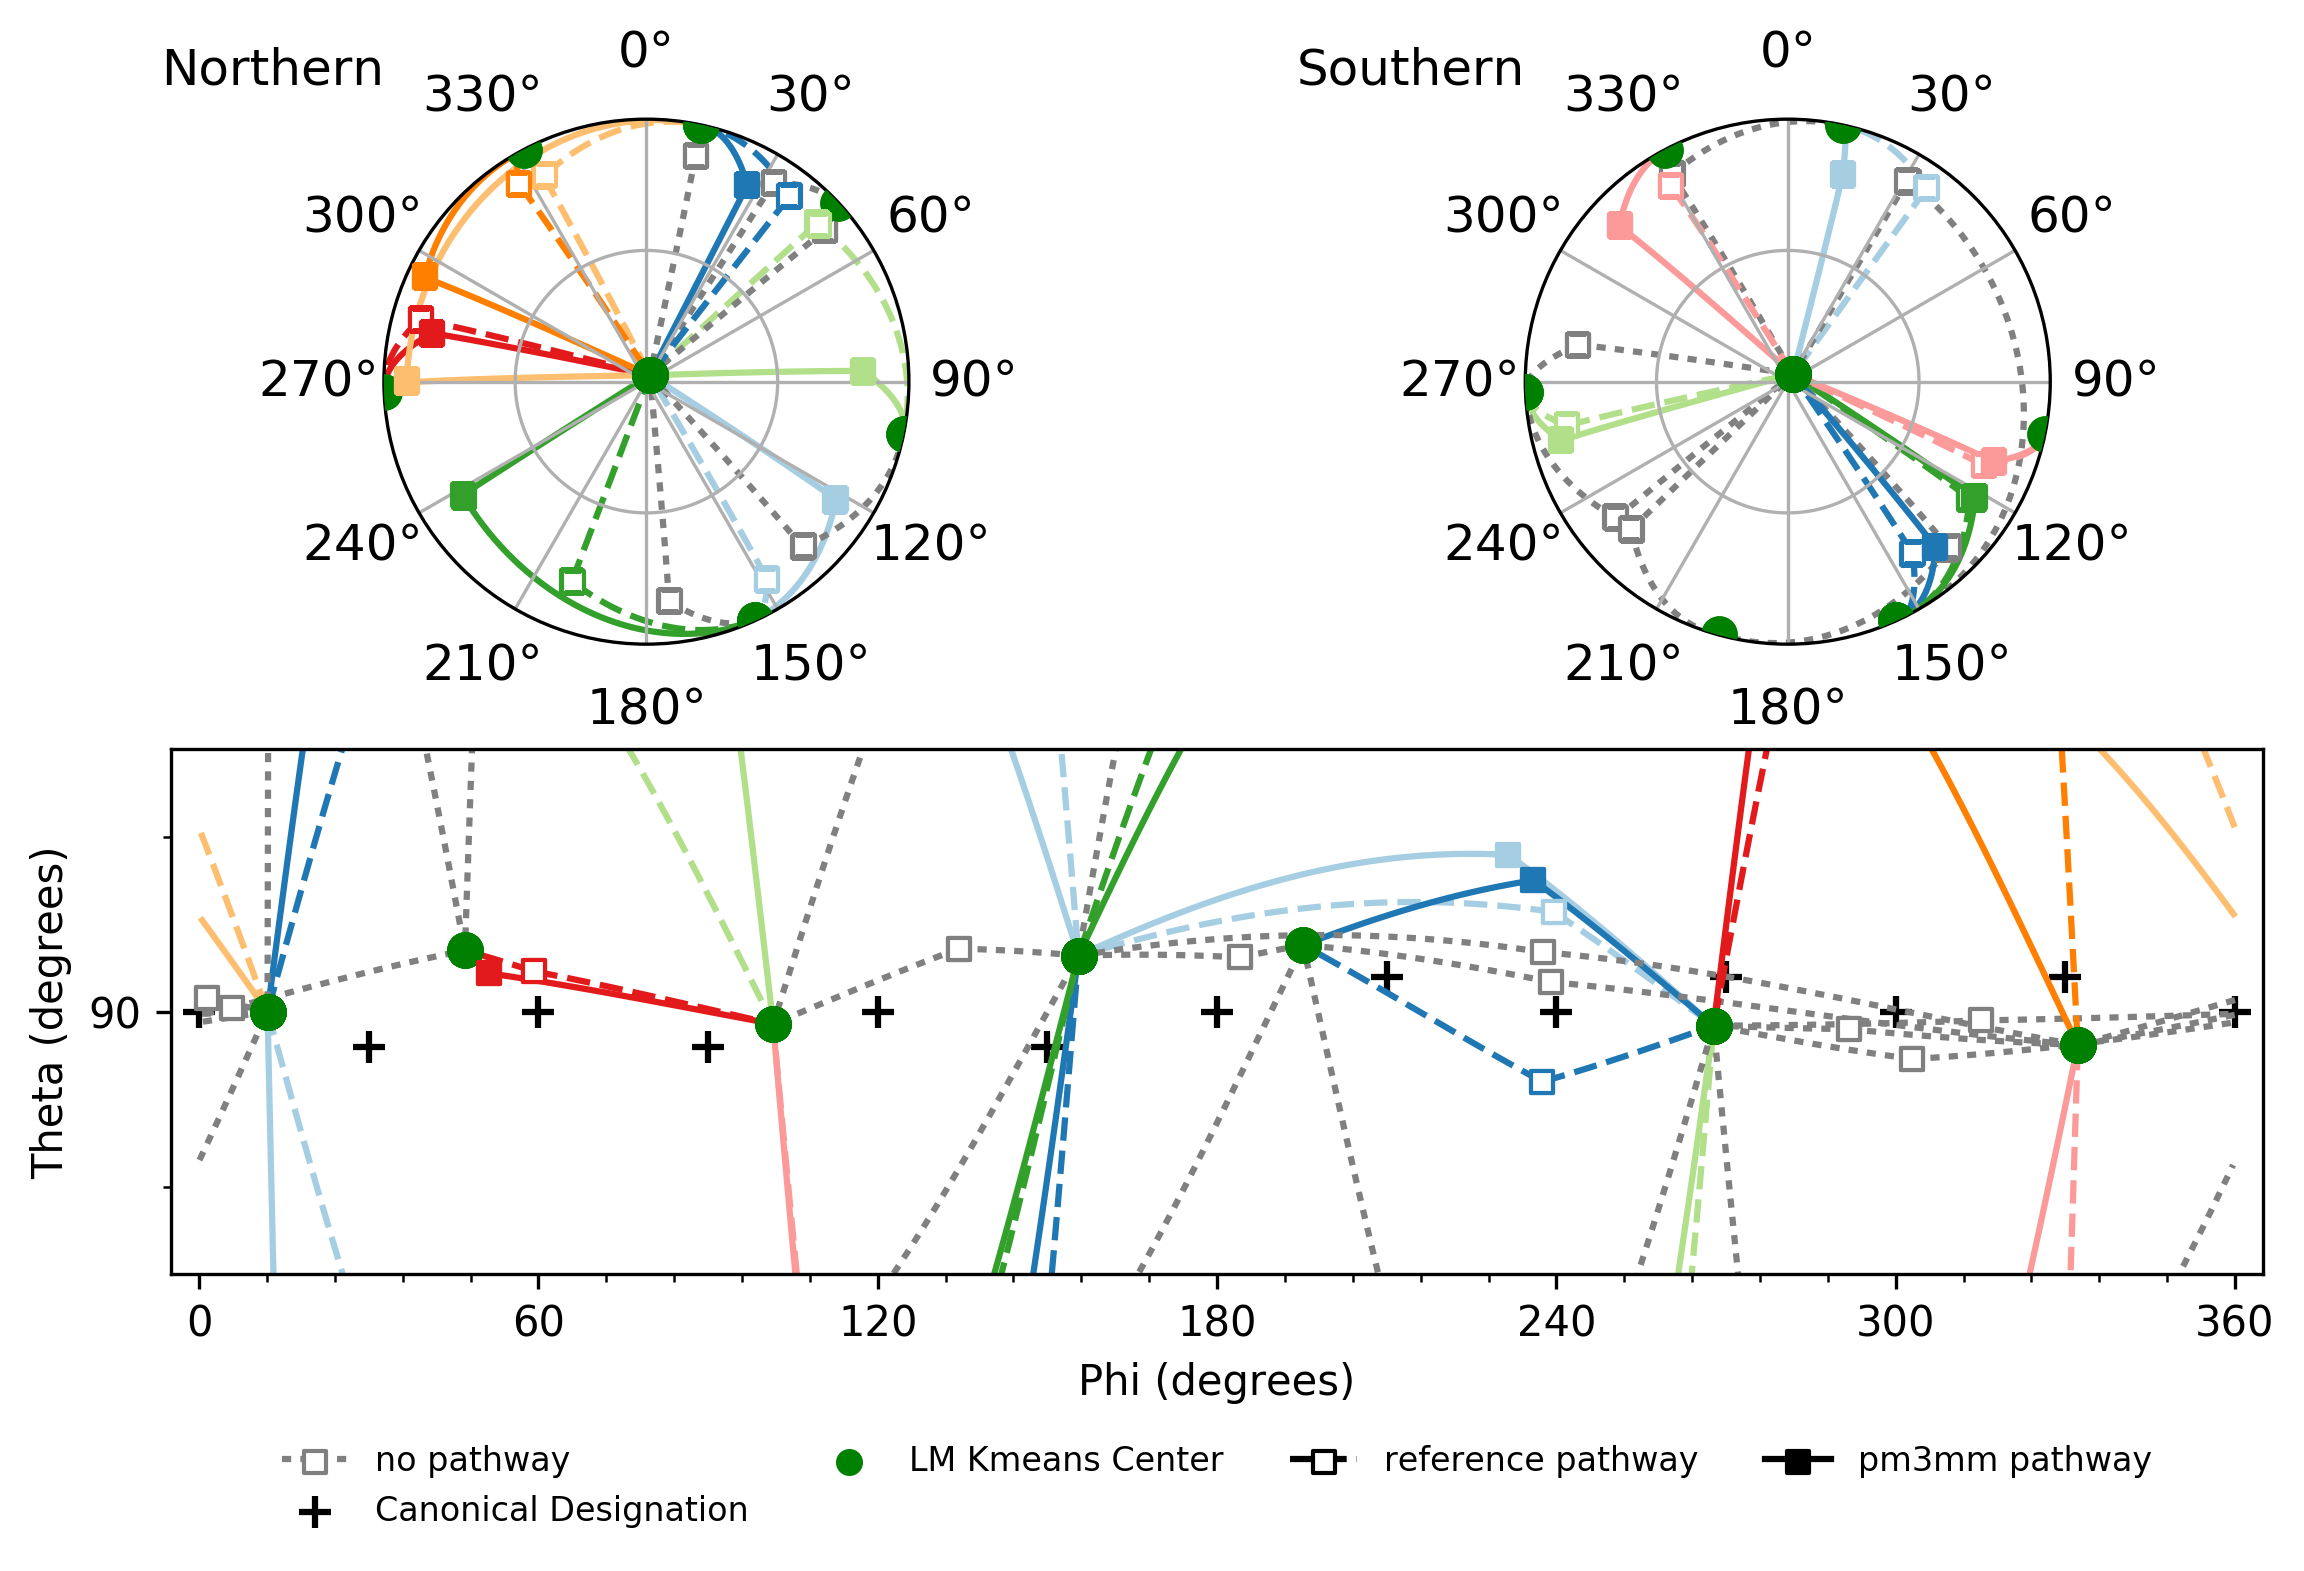 Northern
0°
30°
60°
90°
120°
150°
180°
210°
240°
270°
300°
330°
Southern
0°
30°
60°
90°
120°
150°
180°
210°
240°
270°
300°
330°
Theta (degrees)
90
0 60 120 180 240 300 360
Phi (degrees)
no pathway
Canonical Designation
LM Kmeans Center
reference pathway
pm3mm pathway